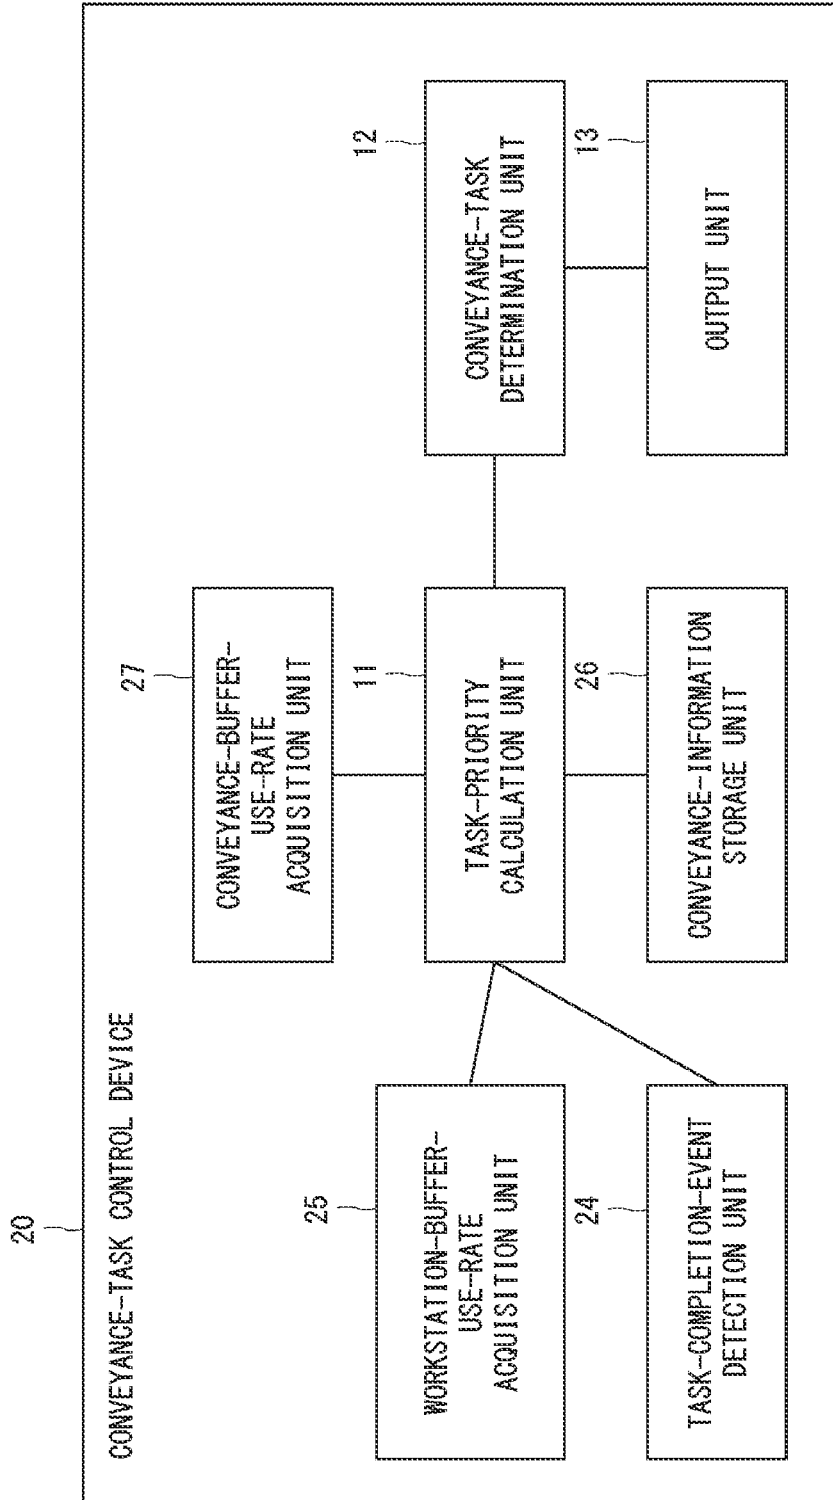 20
CONVEYANCE-TASK CONTROL DEVICE
25
WORKSTATION-BUFFER-
USE-RATE
ACQUISITION UNIT
24
TASK-COMPLETION-EVENT
DETECTION UNIT
27
CONVEYANCE-BUFFER-
USE-RATE
ACQUISITION UNIT
11
TASK-PRIORITY
CALCULATION UNIT
26
CONVEYANCE-INFORMATION
STORAGE UNIT
12
CONVEYANCE-TASK
DETERMINATION UNIT
13
OUTPUT UNIT